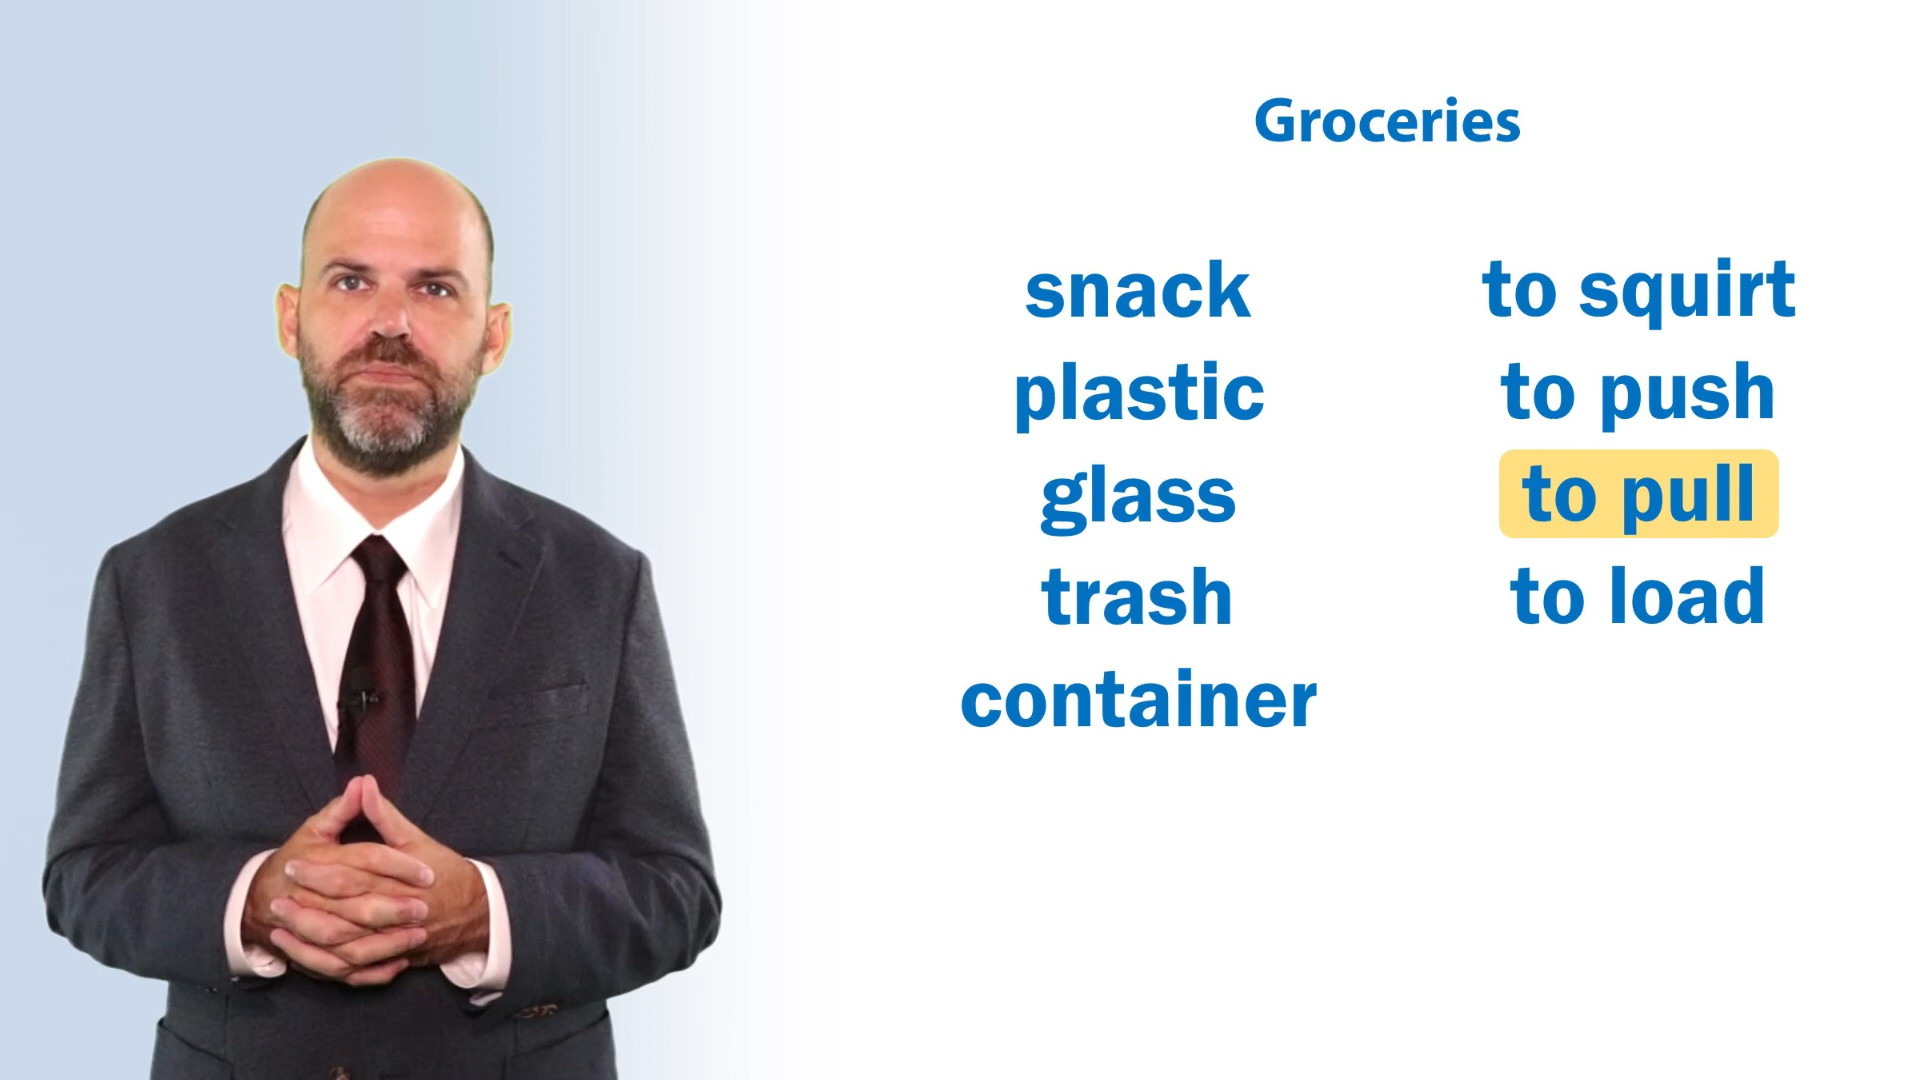 Groceries
snack
plastic
glass
trash
container
to squirt
to push
to pull
to load